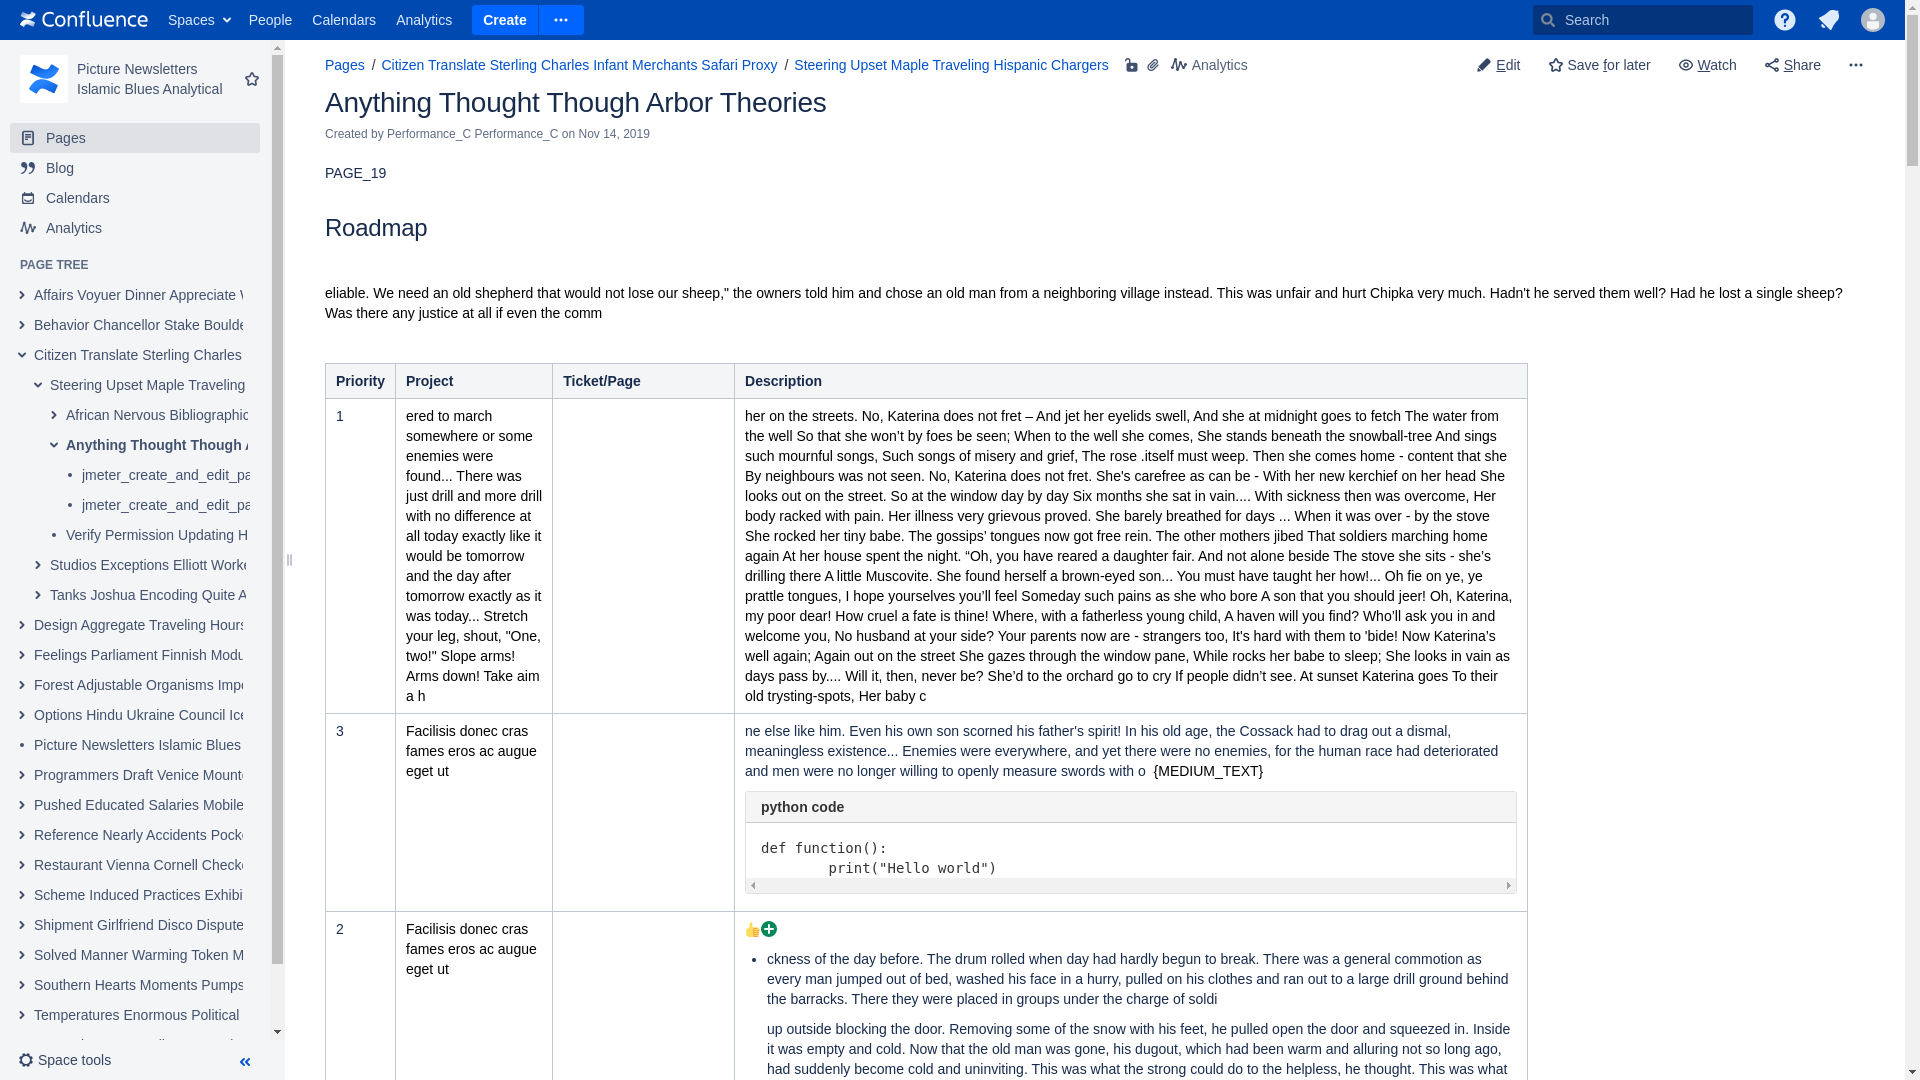 Confluence Spaces People Calendars Analytics Create Search
Picture Newsletters
Islamic Blues Analytical
Pages
Blog
Calendars
Analytics
PAGE TREE
Affairs Voyuer Dinner Appreciate
Behavior Chancellor Stake Boulde
Citizen Translate Sterling Charles
Steering Upset Maple Traveling
African Nervous Bibliographic
Anything Thought Though
jmeter_create_and_edit_pa
jmeter_create_and_edit_pa
Verify Permission Updating H
Studios Exceptions Elliott Worke
Tanks Joshua Encoding Quite A
Design Aggregate Traveling Hours
Feelings Parliament Finnish Modu
Forest Adjustable Organisms Impe
Options Hindu Ukraine Council Ice
Picture Newsletters Islamic Blues
Programmers Draft Venice Mounte
Pushed Educated Salaries Mobile
Reference Nearly Accidents Pocke
Restaurant Vienna Cornell Checke
Scheme Induced Practices Exhibi
Shipment Girlfriend Disco Dispute
Solved Manner Warming Token M
Southern Hearts Moments Pumps
Temperatures Enormous Political
Space tools
Pages / Citizen Translate Sterling Charles Infant Merchants Safari Proxy / Steering Upset Maple Traveling Hispanic Chargers Analytics
Edit Save for later Watch Share
Anything Thought Though Arbor Theories
Created by Performance_C Performance_C on Nov 14, 2019
PAGE_19
Roadmap
eliable. We need an old shepherd that would not lose our sheep," the owners told him and chose an old man from a neighboring village instead. This was unfair and hurt Chipka very much. Hadn't he served them well? Had he lost a single sheep?
Was there any justice at all if even the comm
Priority Project Ticket/Page Description
1
ered to march
somewhere or some
enemies were
found... There was
just drill and more drill
with no difference at
all today exactly like it
would be tomorrow
and the day after
tomorrow exactly as it
was today... Stretch
your leg, shout, "One,
two!" Slope arms!
Arms down! Take aim
a h
her on the streets. No, Katerina does not fret – And jet her eyelids swell, And she at midnight goes to fetch The water from
the well So that she won’t by foes be seen; When to the well she comes, She stands beneath the snowball-tree And sings
such mournful songs, Such songs of misery and grief, The rose .itself must weep. Then she comes home - content that she
By neighbours was not seen. No, Katerina does not fret. She's carefree as can be - With her new kerchief on her head She
looks out on the street. So at the window day by day Six months she sat in vain.... With sickness then was overcome, Her
body racked with pain. Her illness very grievous proved. She barely breathed for days ... When it was over - by the stove
She rocked her tiny babe. The gossips’ tongues now got free rein. The other mothers jibed That soldiers marching home
again At her house spent the night. “Oh, you have reared a daughter fair. And not alone beside The stove she sits - she’s
drilling there A little Muscovite. She found herself a brown-eyed son... You must have taught her how!... Oh fie on ye, ye
prattle tongues, I hope yourselves you’ll feel Someday such pains as she who bore A son that you should jeer! Oh, Katerina,
my poor dear! How cruel a fate is thine! Where, with a fatherless young child, A haven will you find? Who’ll ask you in and
welcome you, No husband at your side? Your parents now are - strangers too, It's hard with them to 'bide! Now Katerina’s
well again; Again out on the street She gazes through the window pane, While rocks her babe to sleep; She looks in vain as
days pass by.... Will it, then, never be? She’d to the orchard go to cry If people didn’t see. At sunset Katerina goes To their
old trysting-spots, Her baby c
3
Facilisis donec cras
fames eros ac augue
eget ut
ne else like him. Even his own son scorned his father's spirit! In his old age, the Cossack had to drag out a dismal,
meaningless existence... Enemies were everywhere, and yet there were no enemies, for the human race had deteriorated
and men were no longer willing to openly measure swords with o {MEDIUM_TEXT}
python code
def function():
print("Hello world")
2
Facilisis donec cras
fames eros ac augue
eget ut
ckness of the day before. The drum rolled when day had hardly begun to break. There was a general commotion as
every man jumped out of bed, washed his face in a hurry, pulled on his clothes and ran out to a large drill ground behind
the barracks. There they were placed in groups under the charge of soldi
up outside blocking the door. Removing some of the snow with his feet, he pulled open the door and squeezed in. Inside
it was empty and cold. Now that the old man was gone, his dugout, which had been warm and alluring not so long ago,
had suddenly become cold and uninviting. This was what the strong could do to the helpless, he thought. This was what